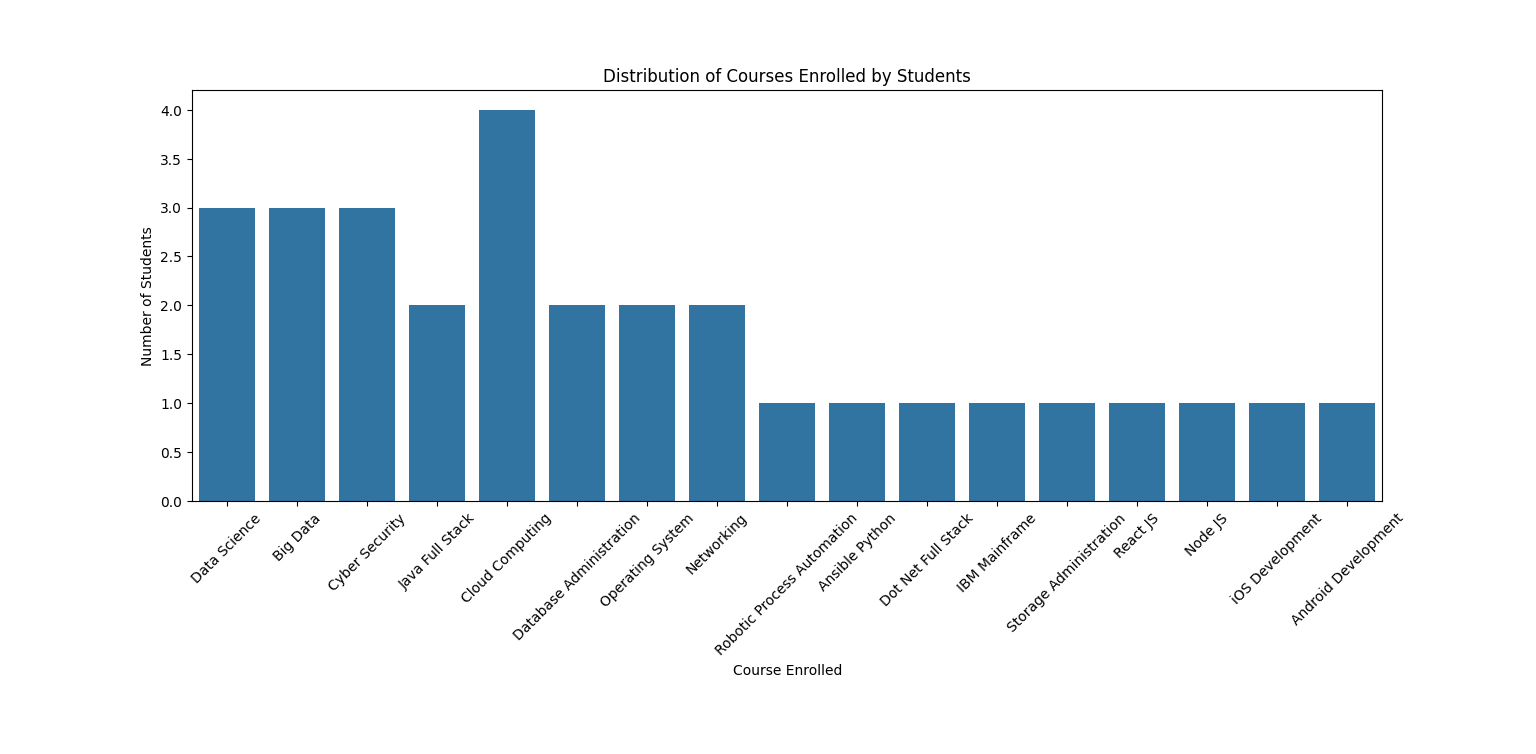 Distribution of Courses Enrolled by Students
Number of Students
4.0
3.5
3.0
2.5
2.0
1.5
1.0
0.5
0.0
Data Science
Big Data
Cyber Security
Java Full Stack
Cloud Computing
Database Administration
Operating System
Networking
Robotic Process Automation
Ansible Python
Dot Net Full Stack
IBM Mainframe
Storage Administration
React JS
Node JS
iOS Development
Android Development
Course Enrolled